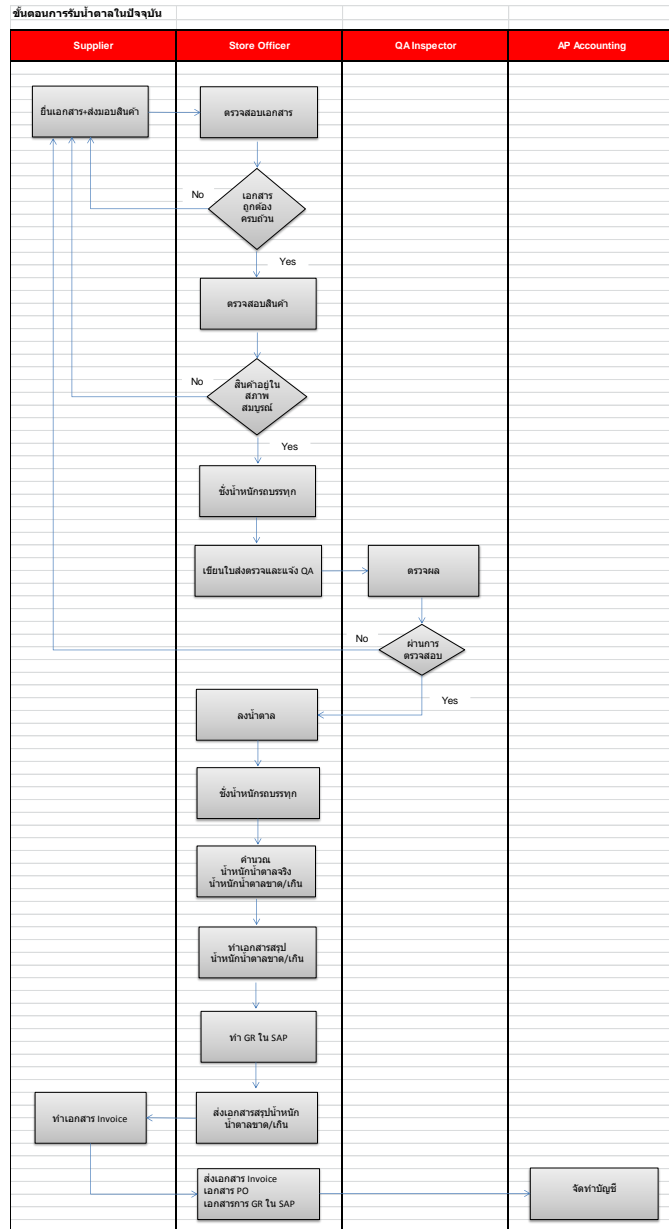 ขั้นตอนการรับน้ำตาลในปัจจุบัน
Supplier
Store Officer
QA Inspector
AP Accounting
ยื่นเอกสาร+ส่งมอบสินค้า
ตรวจสอบเอกสาร
No
เอกสาร
ถูกต้อง
ครบถ้วน
Yes
ตรวจสอบสินค้า
No
สินค้าอยู่ใน
สภาพ
สมบูรณ์
Yes
ชั่งน้ำหนักรถบรรทุก
เขียนใบส่งตรวจและแจ้ง QA
ตรวจผล
No
ผ่านการ
ตรวจสอบ
Yes
ลงน้ำตาล
ชั่งน้ำหนักรถบรรทุก
คำนวณ
น้ำหนักน้ำตาลจริง
น้ำหนักน้ำตาลขาด/เกิน
ทำเอกสารสรุป
น้ำหนักน้ำตาลขาด/เกิน
ทำ GR ใน SAP
ทำเอกสาร Invoice
ส่งเอกสารสรุปน้ำหนัก
น้ำตาลขาด/เกิน
ส่งเอกสาร Invoice
เอกสาร PO
เอกสารการ GR ใน SAP
จัดทำบัญชี